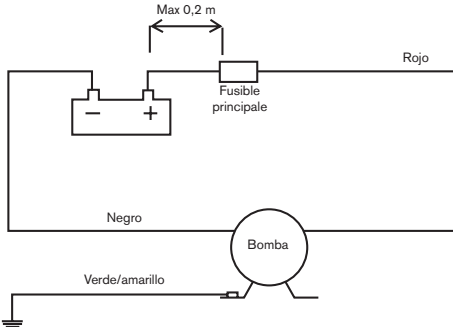 Max 0,2 m
Rojo
Fusible
principale
− +
Negro
Bomba
Verde/amarillo